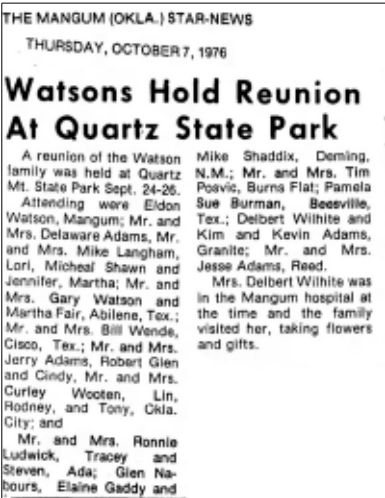 THE MANGUM (OKLA.) STAR-NEWS
THURSDAY, OCTOBER 7, 1976
Watsons Hold Reunion
At Quartz State Park
A reunion of the Watson
family was held at Quartz
Mt. State Park Sept. 24-26.
Attending were Eldon
Watson, Mangum; Mr. and
Mrs. Delaware Adams, Mr.
and Mrs. Mike Langham,
Lori, Micheal Shawn and
Jennifer, Martha; Mr. and
Mrs. Gary Watson and
Martha Fair, Abilene, Tex.;
Mr. and Mrs. Bill Wende,
Cisco, Tex.; Mr. and Mrs.
Jerry Adams, Robert Glen
and Cindy, Mr. and Mrs.
Curley Wooten, Lin,
Rodney, and Tony, Okla.
City; and
Mr. and Mrs. Ronnie
Ludwick, Tracey and
Steven, Ada; Glen Na-
bours, Elaine Gaddy and
Mike Shaddix, Deming,
N.M.; Mr. and Mrs. Tim
Posvic, Burns Flat; Pamela
Sue Burman, Beesville,
Tex.; Delbert Wilhite and
Kim and Kevin Adams,
Granite; Mr. and Mrs.
Jesse Adams, Reed.
Mrs. Delbert Wilhite was
in the Mangum hospital at
the time and the family
visited her, taking flowers
and gifts.